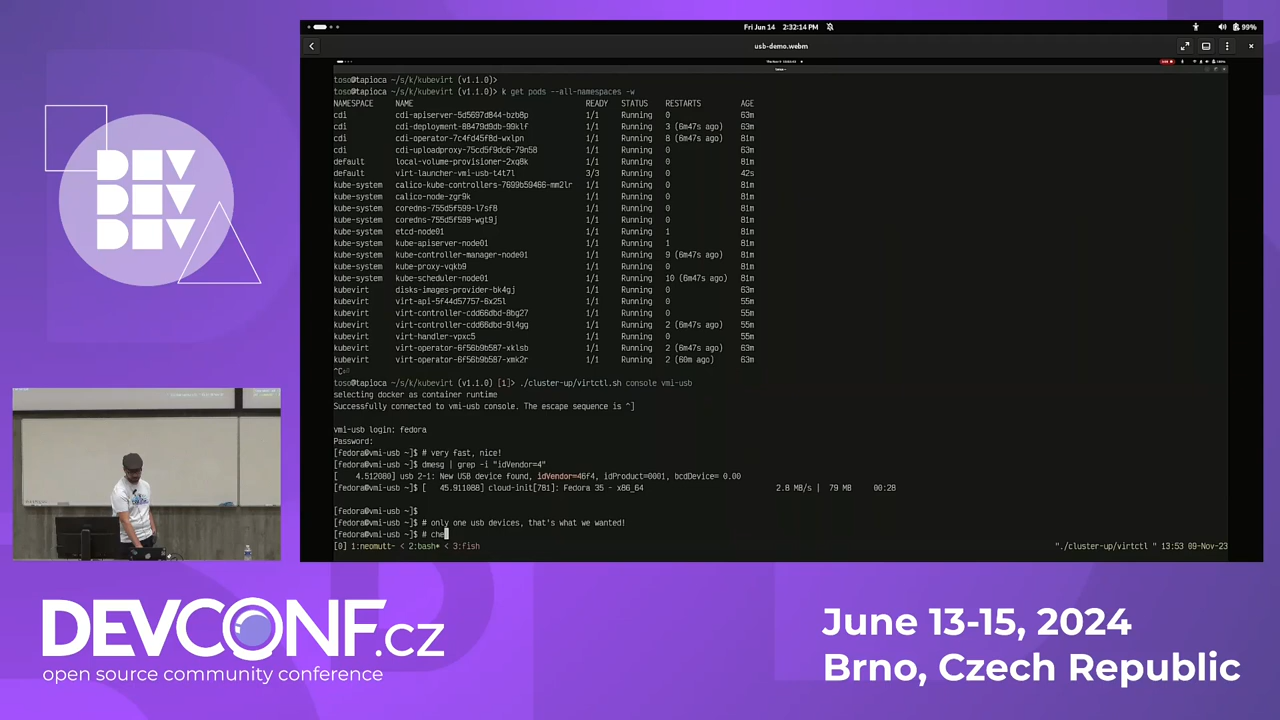 Fri Jun 14 2:32:14 PM 99%
usb-demo.webm
toso@tapioca ~/s/k/kubevirt (v1.1.0)>
toso@tapioca ~/s/k/kubevirt (v1.1.0)> k get pods --all-namespaces -w
NAMESPACE NAME READY STATUS RESTARTS AGE
cdi cdi-apiserver-5d5697d844-bzb8p 1/1 Running 0 63m
cdi cdi-deployment-88479d9db-99klf 1/1 Running 3 (6m47s ago) 63m
cdi cdi-operator-7c4fd45f8d-wxlpn 1/1 Running 8 (6m47s ago) 63m
cdi cdi-uploadproxy-75cd5f9dc6-79n58 1/1 Running 0 63m
default local-volume-provisioner-2xq8k 1/1 Running 0 81m
default virt-launcher-vmi-usb-t4t7l 3/3 Running 0 42s
kube-system calico-kube-controllers-7699b59466-mm2lr 1/1 Running 0 81m
kube-system calico-node-zgr9k 1/1 Running 0 81m
kube-system coredns-755d5f599-l7sf8 1/1 Running 0 81m
kube-system coredns-755d5f599-wgt9j 1/1 Running 0 81m
kube-system etcd-node01 1/1 Running 1 81m
kube-system kube-apiserver-node01 1/1 Running 1 81m
kube-system kube-controller-manager-node01 1/1 Running 9 (6m47s ago) 81m
kube-system kube-proxy-vqkb9 1/1 Running 0 81m
kube-system kube-scheduler-node01 1/1 Running 10 (6m47s ago) 81m
kubevirt disks-images-provider-bk4gj 1/1 Running 0 81m
kubevirt virt-api-5f44d57757-6x25l 1/1 Running 0 55m
kubevirt virt-controller-cdd66dbd-8bg27 1/1 Running 0 55m
kubevirt virt-controller-cdd66dbd-9l4gg 1/1 Running 2 (6m47s ago) 55m
kubevirt virt-handler-vpxc5 1/1 Running 0 55m
kubevirt virt-operator-6f56b9b587-xklsb 1/1 Running 2 (6m47s ago) 63m
kubevirt virt-operator-6f56b9b587-xmk2r 1/1 Running 2 (60m ago) 63m
^C⏎
toso@tapioca ~/s/k/kubevirt (v1.1.0) [1]> ./cluster-up/virtctl.sh console vmi-usb
selecting docker as container runtime
Successfully connected to vmi-usb console. The escape sequence is ^]
vmi-usb login: fedora
Password:
[fedora@vmi-usb ~]$ # very fast, nice!
[fedora@vmi-usb ~]$ dmesg | grep -i "idVendor=4"
[ 4.512080] usb 2-1: New USB device found, idVendor=46f4, idProduct=0001, bcdDevice= 0.00
[fedora@vmi-usb ~]$ [ 45.911088] cloud-init[781]: Fedora 35 - x86_64 2.8 MB/s | 79 MB 00:28
[fedora@vmi-usb ~]$
[fedora@vmi-usb ~]$ # only one usb devices, that's what we wanted!
[fedora@vmi-usb ~]$ # che
[0] 1:neomutt- < 2:bash* < 3:fish "./cluster-up/virtctl " 13:53 09-Nov-23
DEV
DEV
DEV
DEVCONF.cz
open source community conference
June 13-15, 2024
Brno, Czech Republic